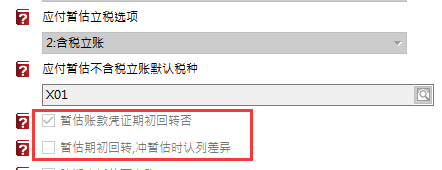 应付暂估立账选项
2:含税立账
应付暂估不含税立账默认税种
X01
暂估账款凭证期初回转否
暂估期初回转,冲暂估时认列差异